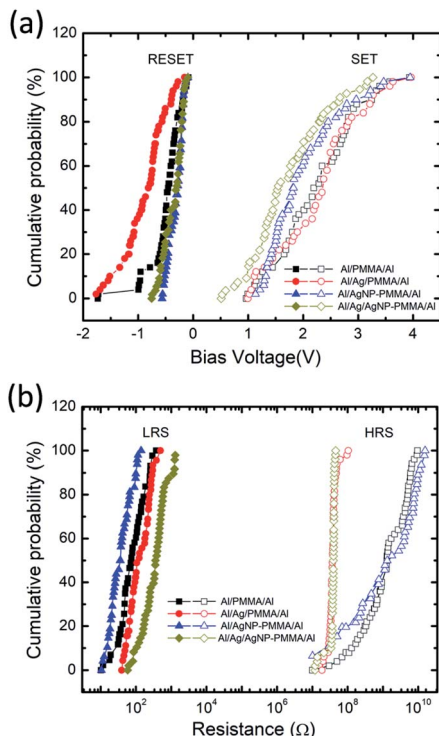 (a)
RESET SET
120
100
80
60
40
20
0
Cumulative probability (%)
Al/PMMA/Al
Al/Ag/PMMA/Al
Al/AgNP-PMMA/Al
Al/Ag/AgNP-PMMA/Al
-2 -1 0 1 2 3 4
Bias Voltage(V)
(b)
LRS HRS
120
100
80
60
40
20
0
Cumulative probability (%)
Al/PMMA/Al
Al/Ag/PMMA/Al
Al/AgNP-PMMA/Al
Al/Ag/AgNP-PMMA/Al
10² 10⁴ 10⁶ 10⁸ 10¹⁰
Resistance (Ω)